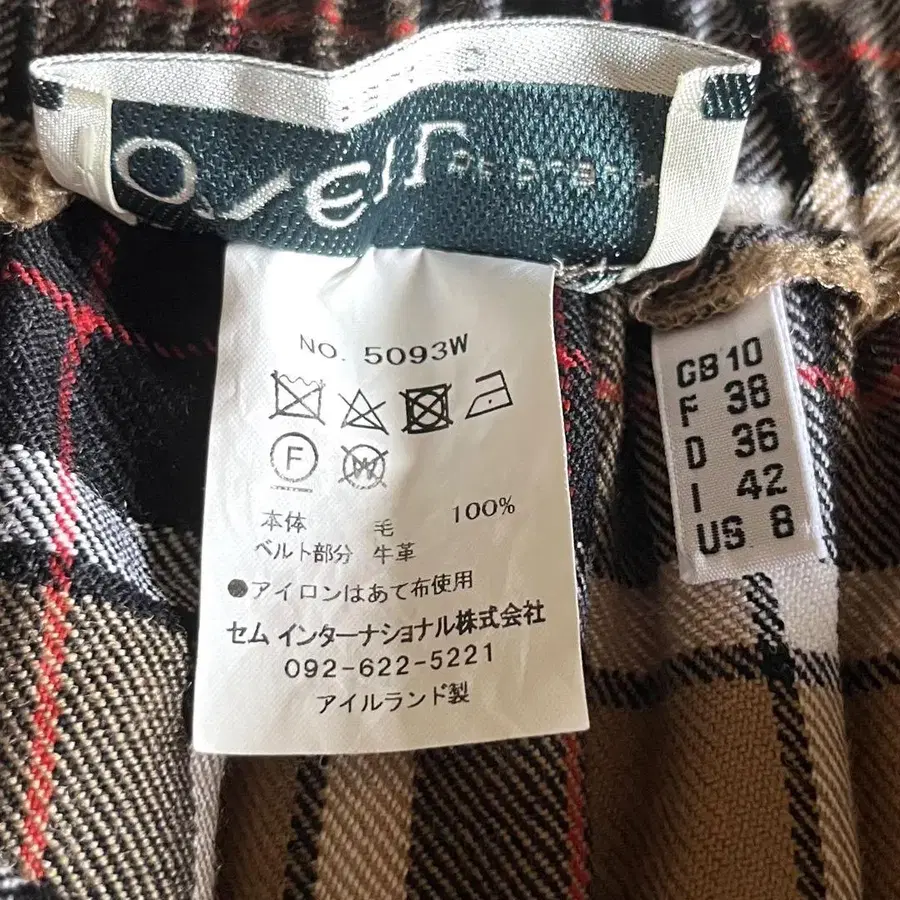 NO. 5093W
F W
本体 毛 100%
ベルト部分 牛革
●アイロンはあて布使用
セム インターナショナル株式会社
092-622-5221
アイルランド製
GB 10
F 38
D 36
I 42
US 8